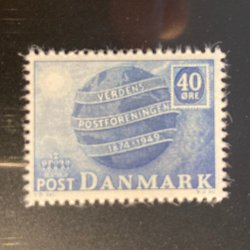 VERDENS
POSTFORENINGEN
1874-1949
40
ØRE
POST DANMARK